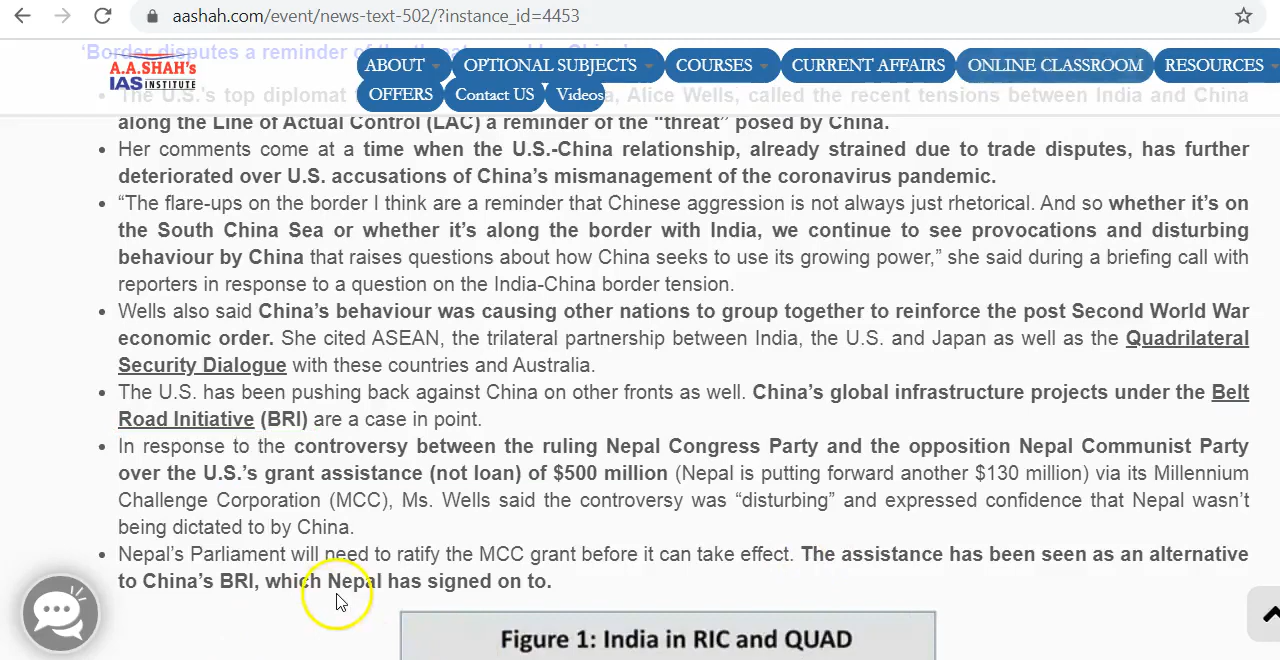 aashah.com/event/news-text-502/?instance_id=4453
'Border disputes a reminder of the threat posed by China'
A.A.SHAH's
IAS INSTITUTE
ABOUT OPTIONAL SUBJECTS COURSES CURRENT AFFAIRS ONLINE CLASSROOM RESOURCES
OFFERS Contact US Videos
The U.S.'s top diplomat Alice Wells, called the recent tensions between India and China
along the Line of Actual Control (LAC) a reminder of the “threat” posed by China.
• Her comments come at a time when the U.S.-China relationship, already strained due to trade disputes, has further
deteriorated over U.S. accusations of China's mismanagement of the coronavirus pandemic.
• “The flare-ups on the border I think are a reminder that Chinese aggression is not always just rhetorical. And so whether it's on
the South China Sea or whether it's along the border with India, we continue to see provocations and disturbing
behaviour by China that raises questions about how China seeks to use its growing power,” she said during a briefing call with
reporters in response to a question on the India-China border tension.
• Wells also said China's behaviour was causing other nations to group together to reinforce the post Second World War
economic order. She cited ASEAN, the trilateral partnership between India, the U.S. and Japan as well as the Quadrilateral
Security Dialogue with these countries and Australia.
• The U.S. has been pushing back against China on other fronts as well. China's global infrastructure projects under the Belt
Road Initiative (BRI) are a case in point.
• In response to the controversy between the ruling Nepal Congress Party and the opposition Nepal Communist Party
over the U.S.'s grant assistance (not loan) of $500 million (Nepal is putting forward another $130 million) via its Millennium
Challenge Corporation (MCC), Ms. Wells said the controversy was “disturbing” and expressed confidence that Nepal wasn't
being dictated to by China.
• Nepal's Parliament will need to ratify the MCC grant before it can take effect. The assistance has been seen as an alternative
to China's BRI, which Nepal has signed on to.
Figure 1: India in RIC and QUAD